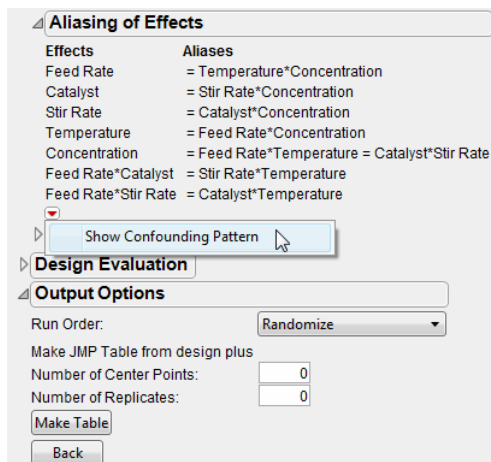 Aliasing of Effects
Effects Aliases
Feed Rate = Temperature*Concentration
Catalyst = Stir Rate*Concentration
Stir Rate = Catalyst*Concentration
Temperature = Feed Rate*Concentration
Concentration = Feed Rate*Temperature = Catalyst*Stir Rate
Feed Rate*Catalyst = Stir Rate*Temperature
Feed Rate*Stir Rate = Catalyst*Temperature
Show Confounding Pattern
Design Evaluation
Output Options
Run Order: Randomize
Make JMP Table from design plus
Number of Center Points: 0
Number of Replicates: 0
Make Table
Back